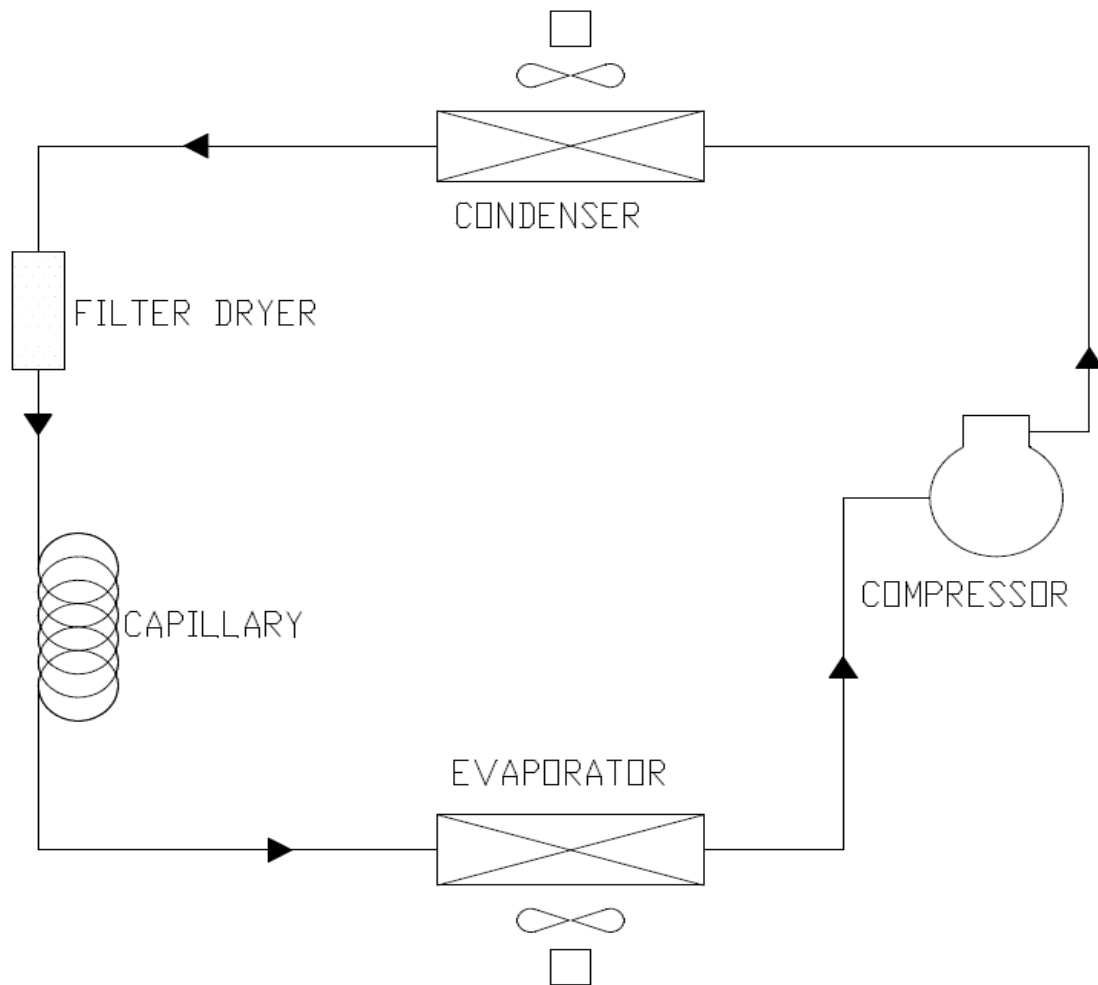 CONDENSER
FILTER DRYER
COMPRESSOR
CAPILLARY
EVAPORATOR